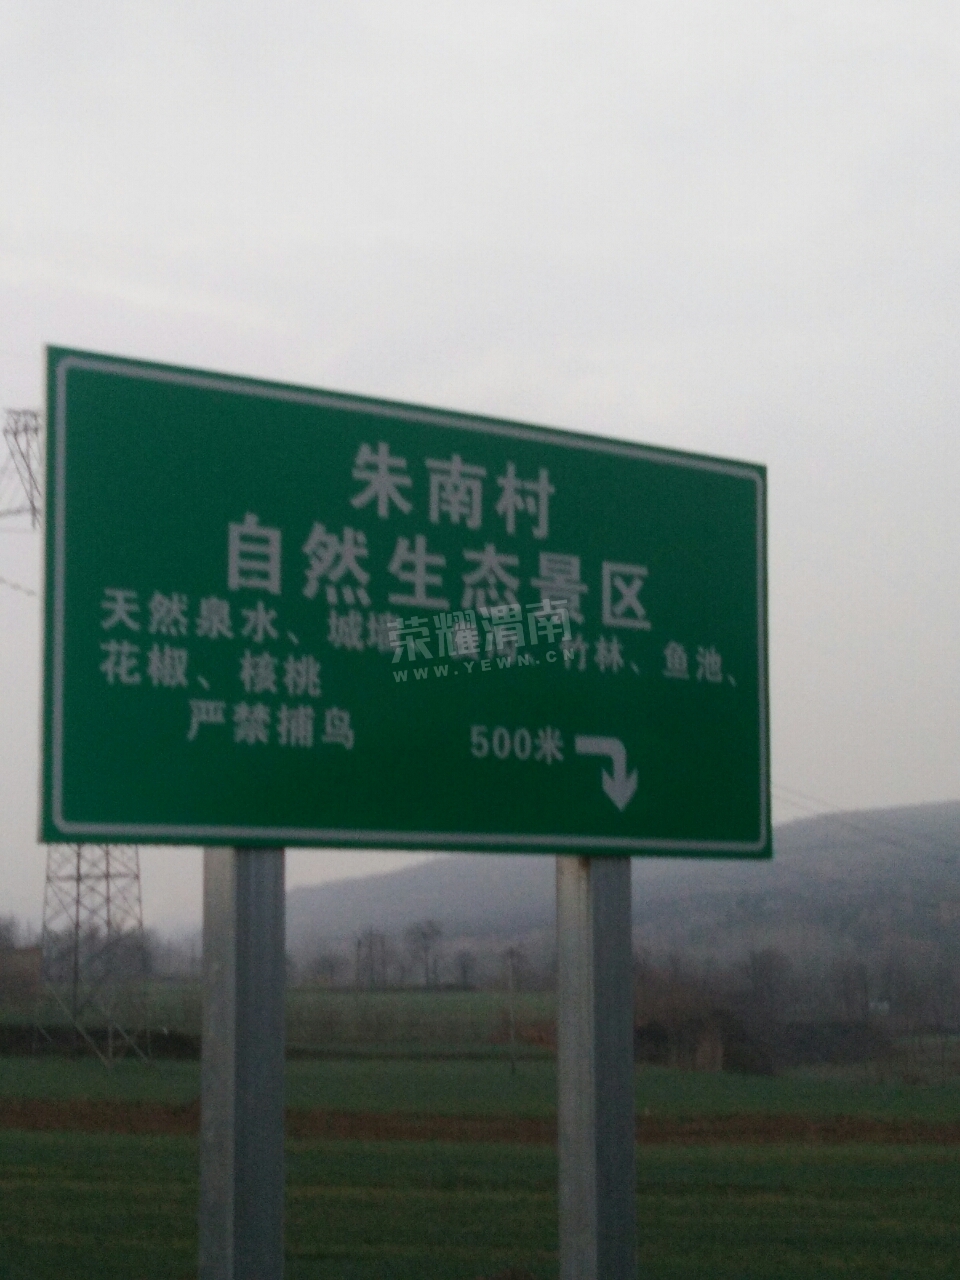 朱南村
自然生态景区
天然泉水、城墙 竹林、鱼池、
花椒、核桃
严禁捕鸟 500米
荣耀渭南
WWW.YEWN.CN